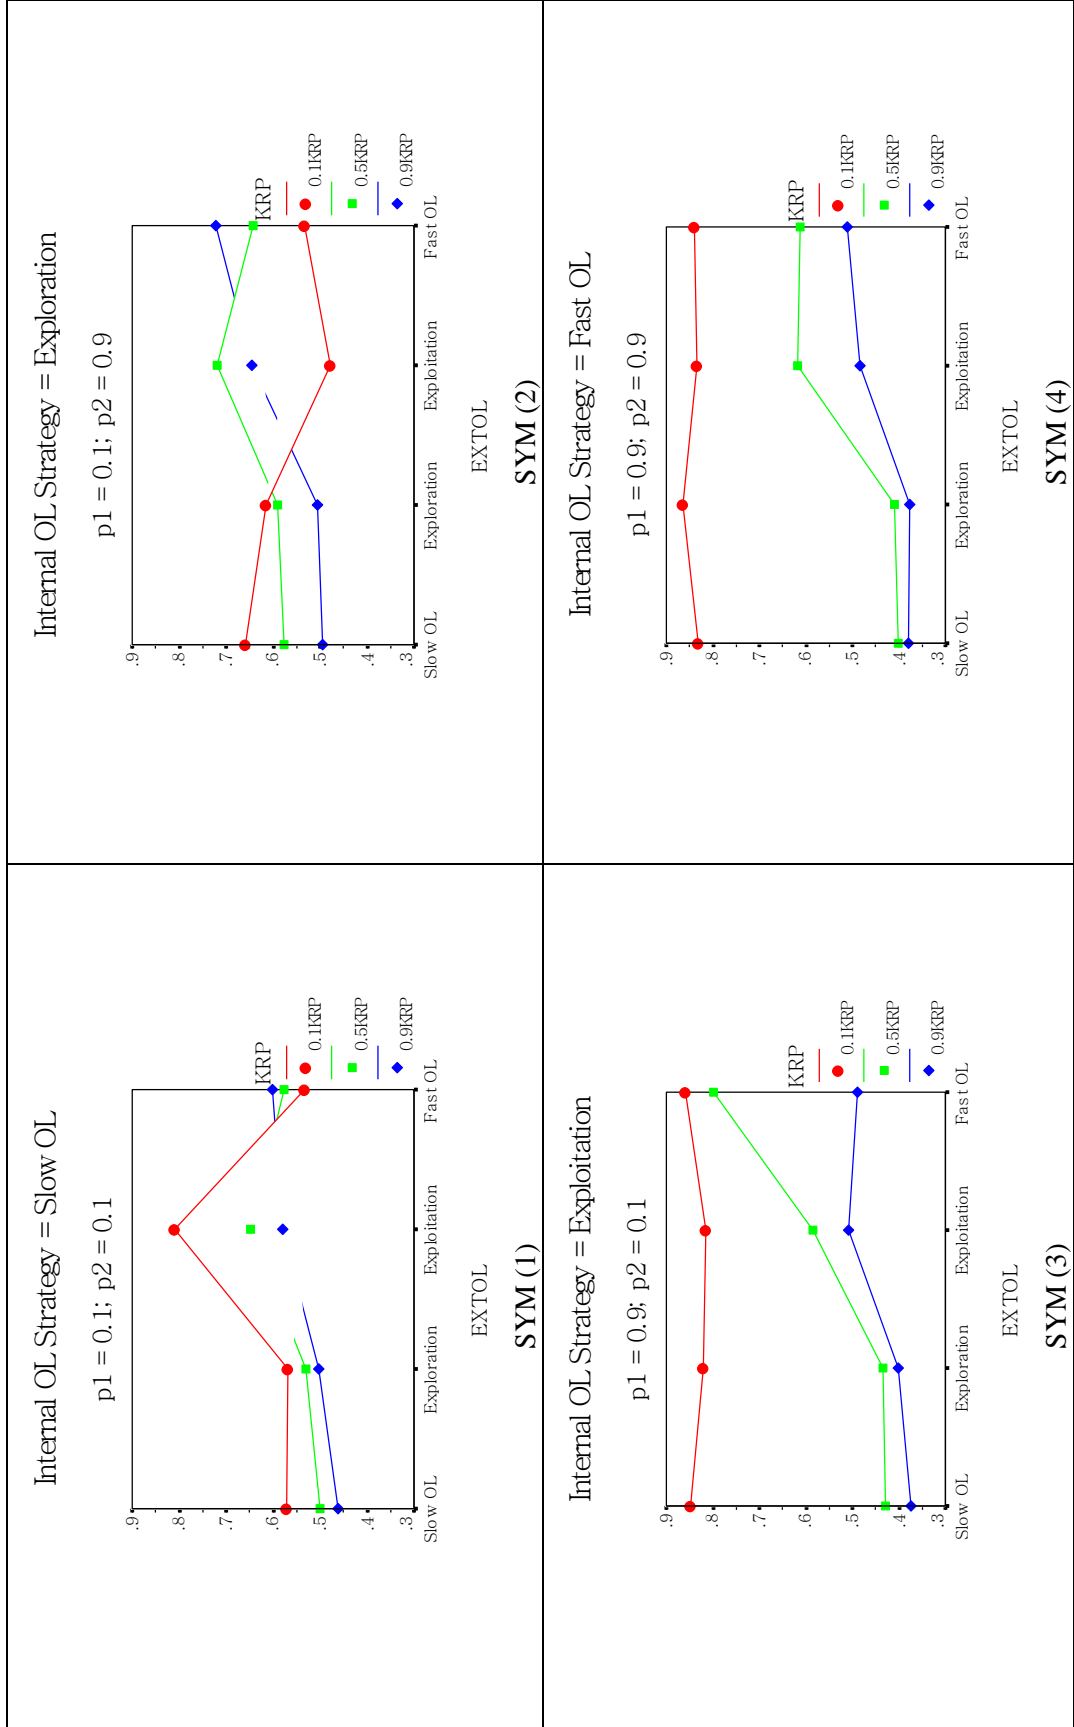 Internal OL Strategy = Slow OL
p1 = 0.1; p2 = 0.1
.9
.8
.7
.6
.5
.4
.3
Slow OL
Exploration
Exploitation
Fast OL
KRP
0.1KRP
0.5KRP
0.9KRP
EXTOL
SYM (1)
Internal OL Strategy = Exploration
p1 = 0.1; p2 = 0.9
.9
.8
.7
.6
.5
.4
.3
Slow OL
Exploration
Exploitation
Fast OL
KRP
0.1KRP
0.5KRP
0.9KRP
EXTOL
SYM (2)
Internal OL Strategy = Exploitation
p1 = 0.9; p2 = 0.1
.9
.8
.7
.6
.5
.4
.3
Slow OL
Exploration
Exploitation
Fast OL
KRP
0.1KRP
0.5KRP
0.9KRP
EXTOL
SYM (3)
Internal OL Strategy = Fast OL
p1 = 0.9; p2 = 0.9
.9
.8
.7
.6
.5
.4
.3
Slow OL
Exploration
Exploitation
Fast OL
KRP
0.1KRP
0.5KRP
0.9KRP
EXTOL
SYM (4)